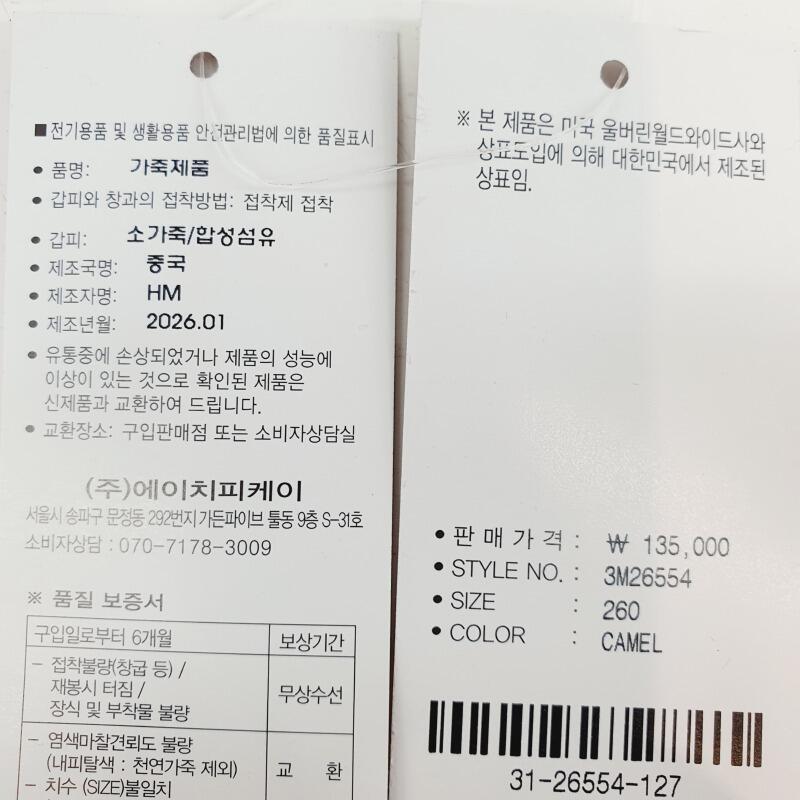 ■ 전기용품 및 생활용품 안전관리법에 의한 품질표시
• 품명: 가죽제품
• 갑피와 창과의 접착방법: 접착제 접착
• 갑피: 소가죽/합성섬유
• 제조국명: 중국
• 제조자명: HM
• 제조년월: 2026.01
• 유통중에 손상되었거나 제품의 성능에
이상이 있는 것으로 확인된 제품은
신제품과 교환하여 드립니다.
• 교환장소: 구입판매점 또는 소비자상담실
(주)에이치피케이
서울시 송파구 문정동 292번지 가든파이브 툴동 9층 S-31호
소비자상담 : 070-7178-3009
※ 품질 보증서
구입일로부터 6개월 보상기간
- 접착불량(창굽 등) /
재봉시 터짐 /
장식 및 부착물 불량
무상수선
- 염색마찰견뢰도 불량
(내피탈색 : 천연가죽 제외)
- 치수 (SIZE)불일치
교 환
※ 본 제품은 미국 울버린월드와이드사와
상표도입에 의해 대한민국에서 제조된
상표임.
• 판매가격 : ₩ 135,000
• STYLE NO. : 3M26554
• SIZE : 260
• COLOR : CAMEL
31-26554-127